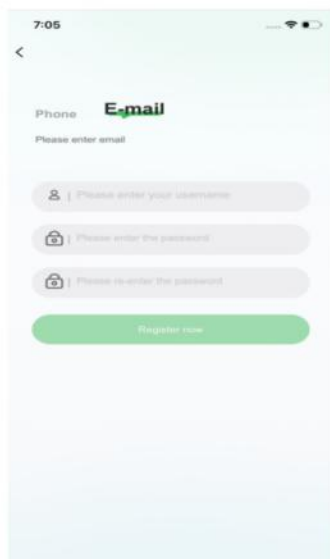 7:05
Phone E-mail
Please enter email
Please enter your username
Please enter the password
Please re-enter the password
Register now